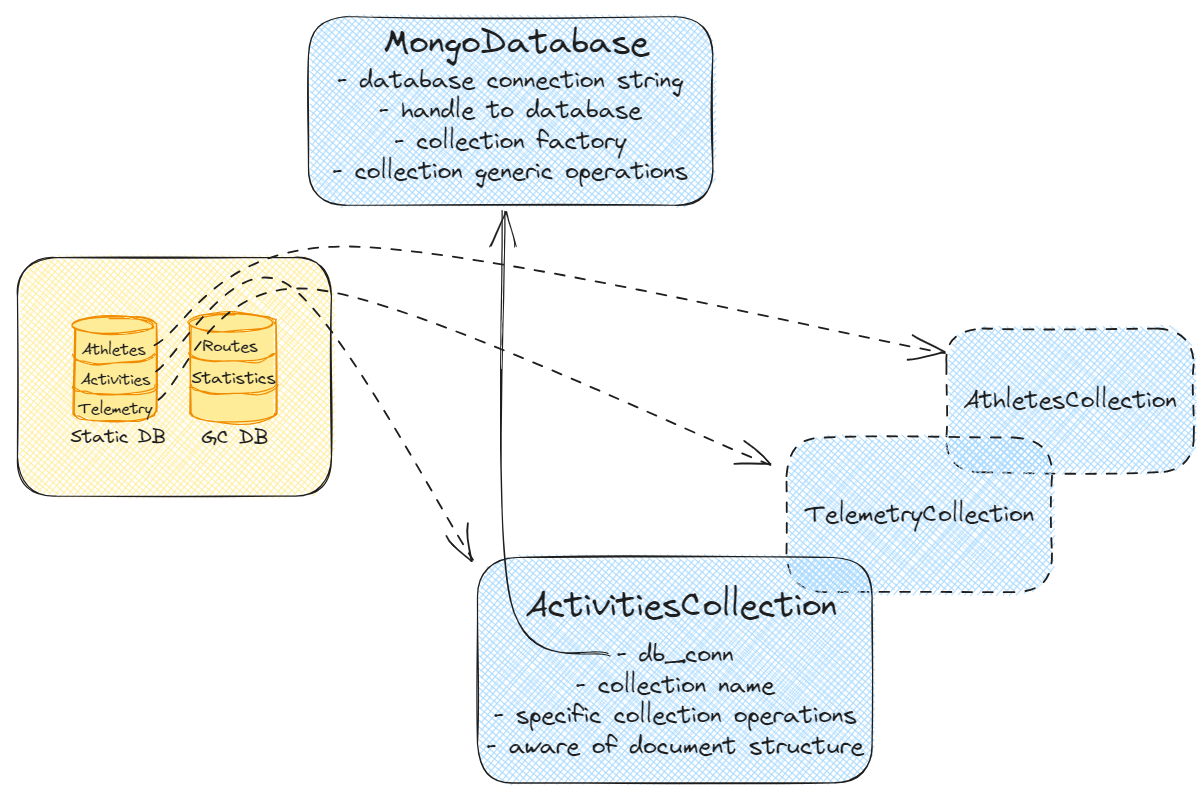 MongoDatabase
- database connection string
- handle to database
- collection factory
- collection generic operations
Athletes
Activities
Telemetry
Static DB
/Routes
Statistics
GC DB
AthletesCollection
TelemetryCollection
ActivitiesCollection
- db_conn
- collection name
- specific collection operations
- aware of document structure